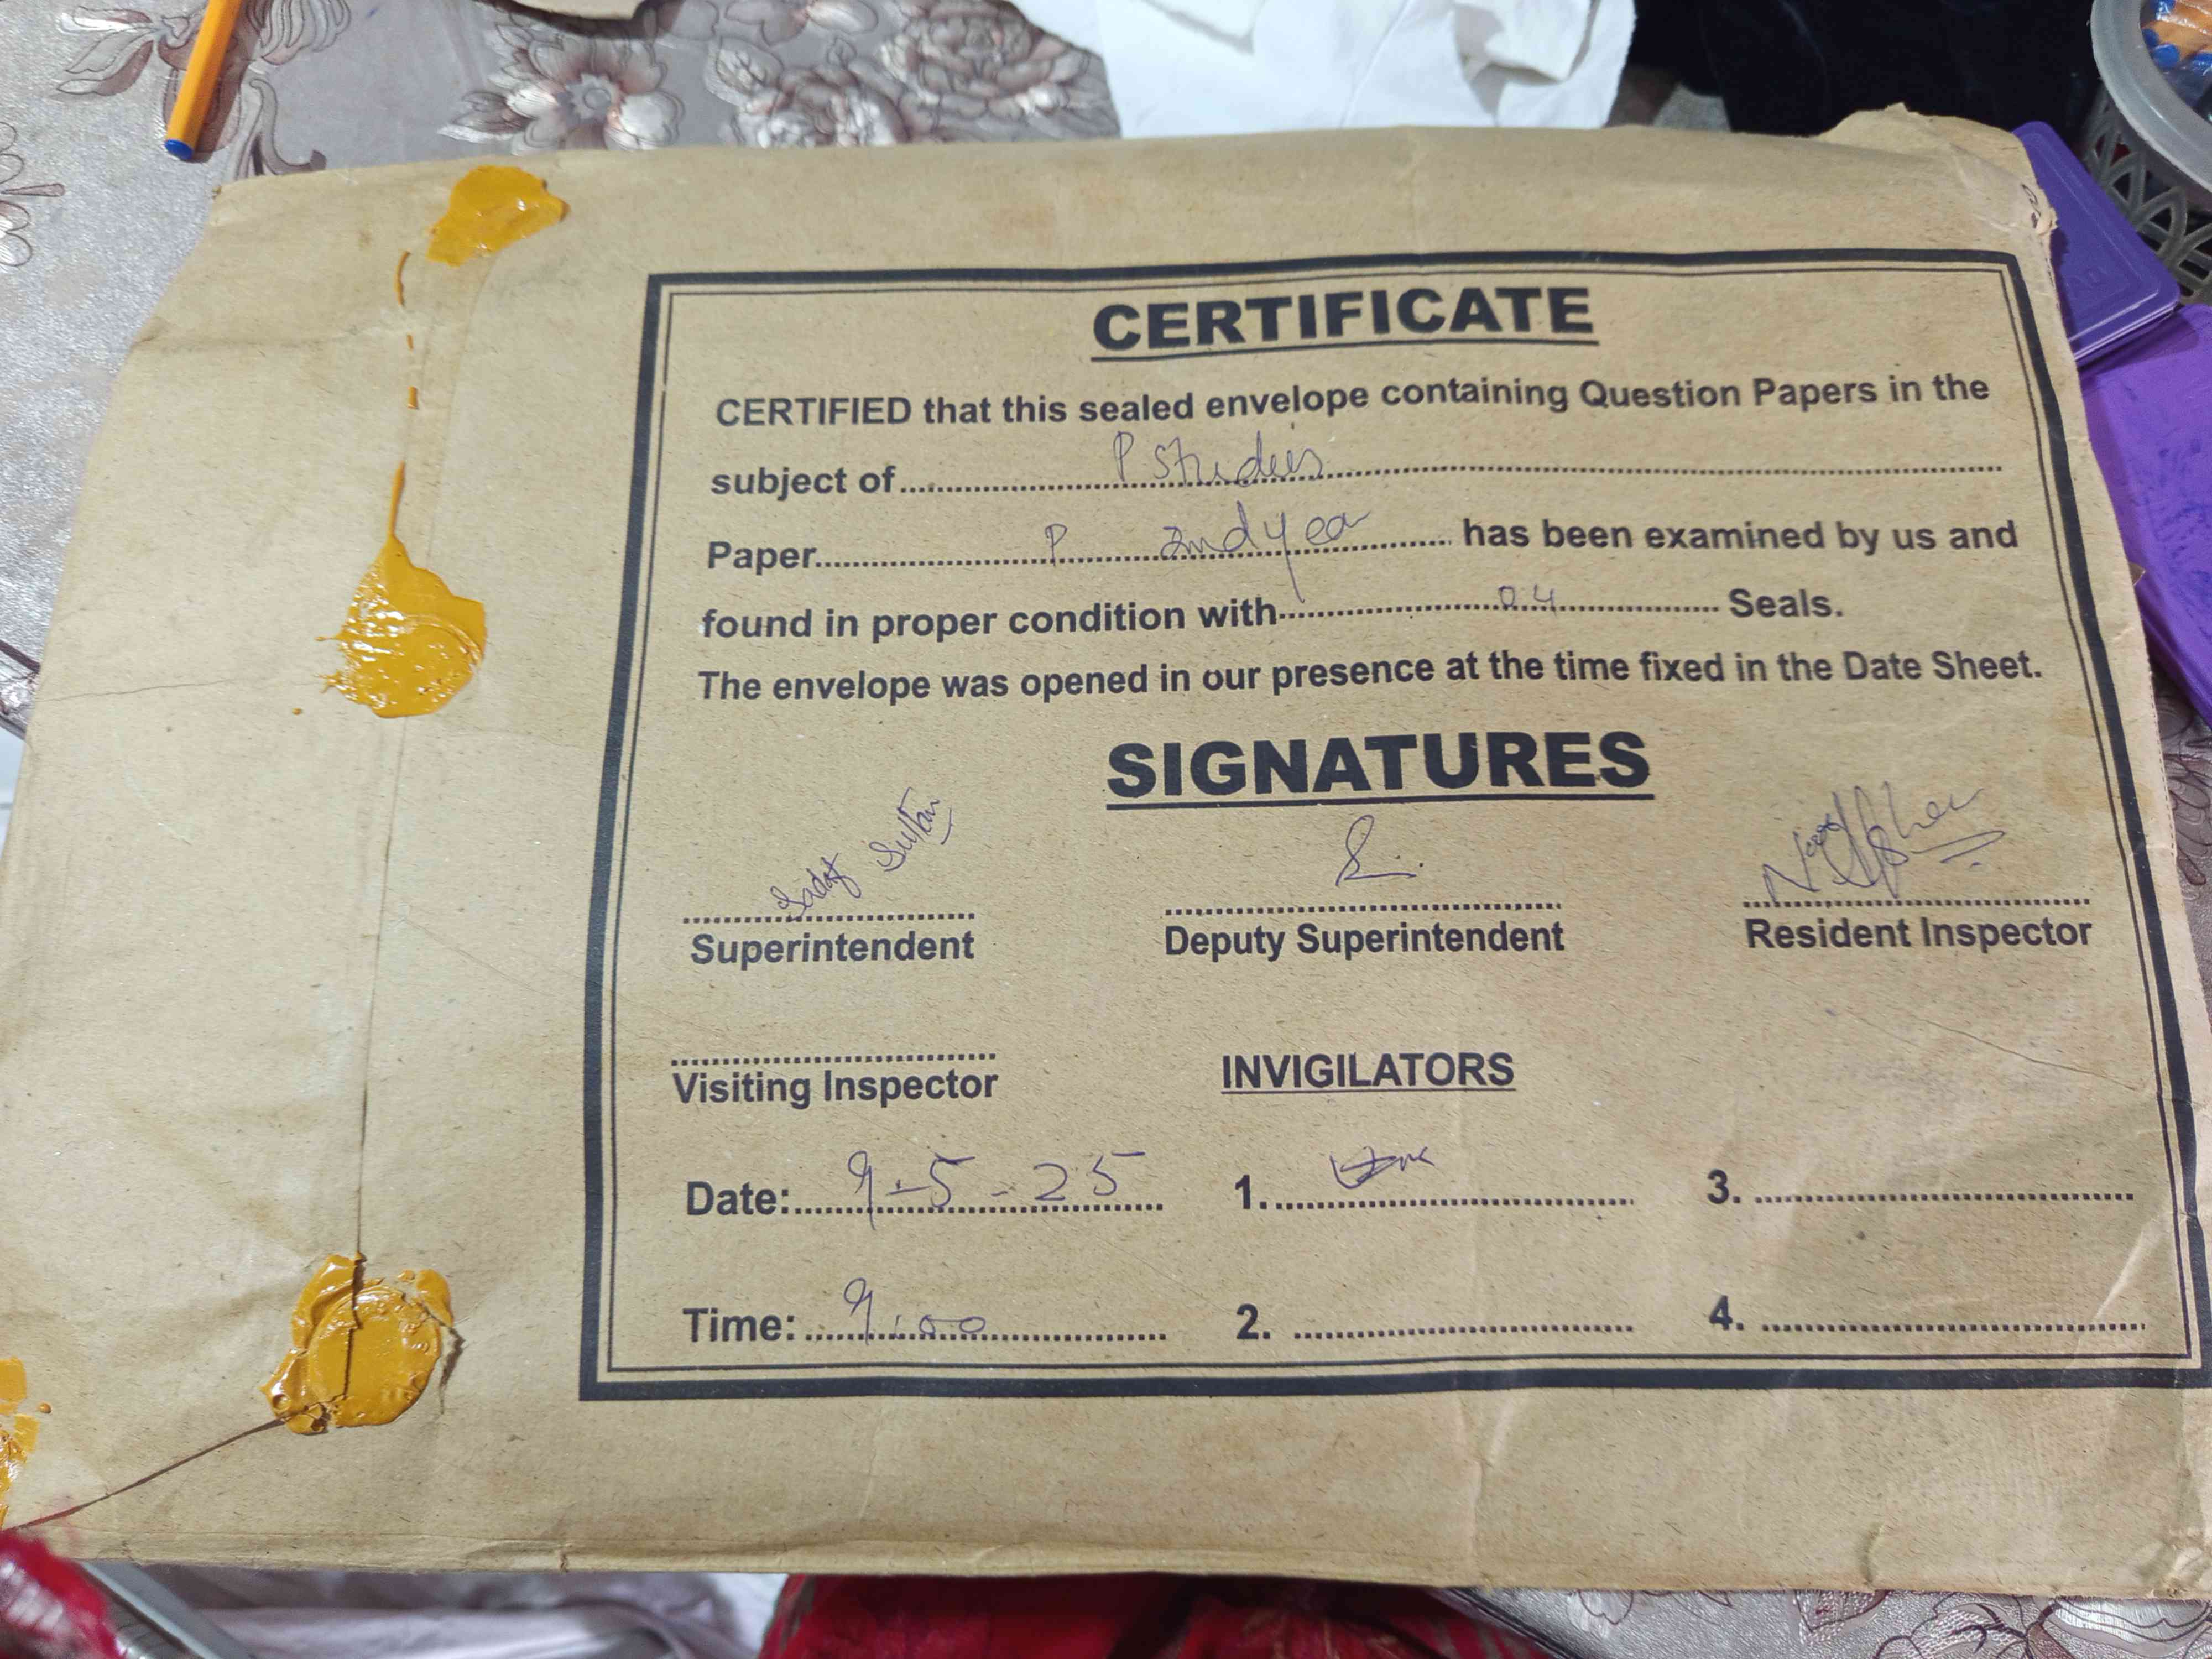 CERTIFICATE
CERTIFIED that this sealed envelope containing Question Papers in the
subject of P Studies
Paper P 2nd year has been examined by us and
found in proper condition with 04 Seals.
The envelope was opened in our presence at the time fixed in the Date Sheet.
SIGNATURES
Sadaf Sultan
Superintendent Deputy Superintendent Resident Inspector
Visiting Inspector INVIGILATORS
Date: 9-5-25 1. 3.
Time: 9:00 2. 4.